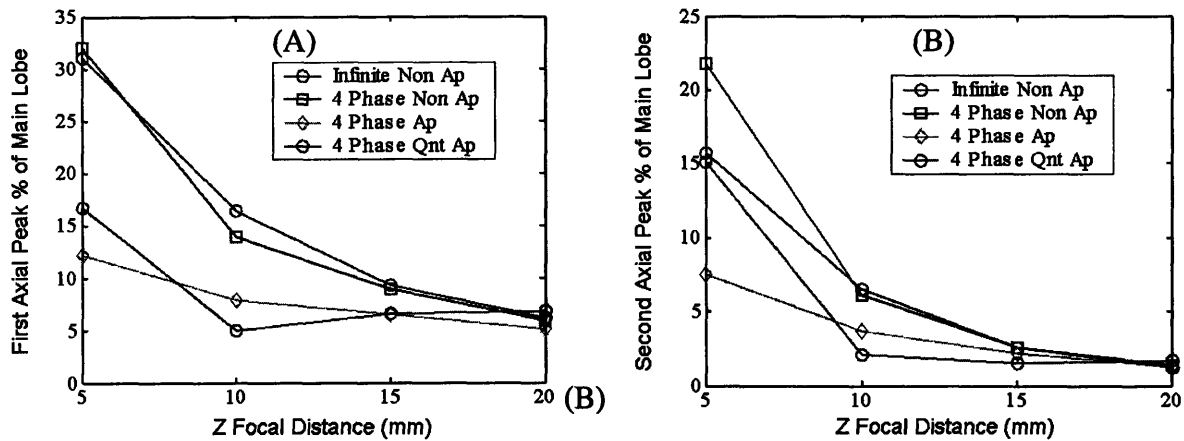 (A)
Infinite Non Ap
4 Phase Non Ap
4 Phase Ap
4 Phase Qnt Ap
35
30
25
20
15
10
5
0
5
10
15
20
First Axial Peak % of Main Lobe
Z Focal Distance (mm)
(B)
(B)
Infinite Non Ap
4 Phase Non Ap
4 Phase Ap
4 Phase Qnt Ap
25
20
15
10
5
0
5
10
15
20
Second Axial Peak % of Main Lobe
Z Focal Distance (mm)